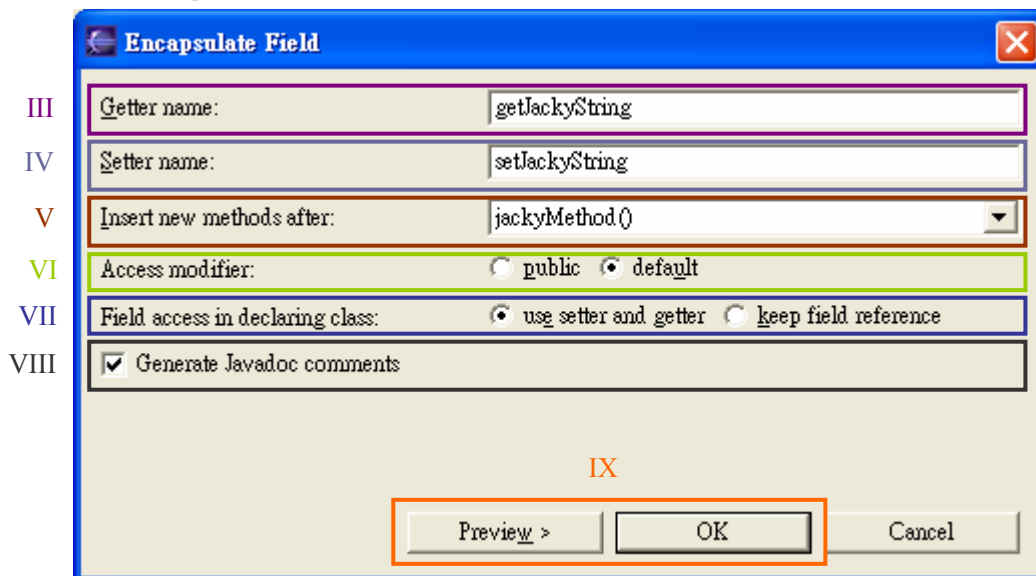 Encapsulate Field
III Getter name: getJackyString
IV Setter name: setJackyString
V Insert new methods after: jackyMethod()
VI Access modifier: public default
VII Field access in declaring class: use setter and getter keep field reference
VIII Generate Javadoc comments
IX
Preview > OK Cancel